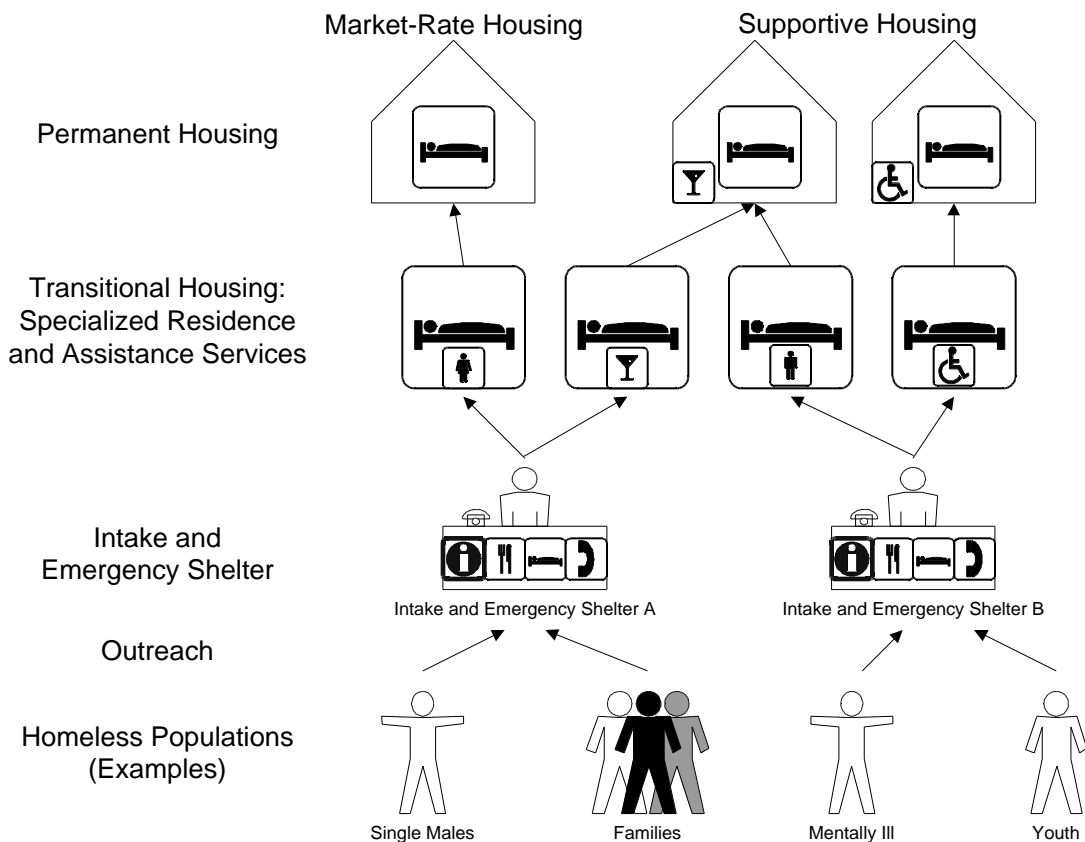 Market-Rate Housing
Supportive Housing
Permanent Housing
Transitional Housing:
Specialized Residence
and Assistance Services
Intake and
Emergency Shelter
Intake and Emergency Shelter A
Intake and Emergency Shelter B
Outreach
Homeless Populations
(Examples)
Single Males
Families
Mentally Ill
Youth